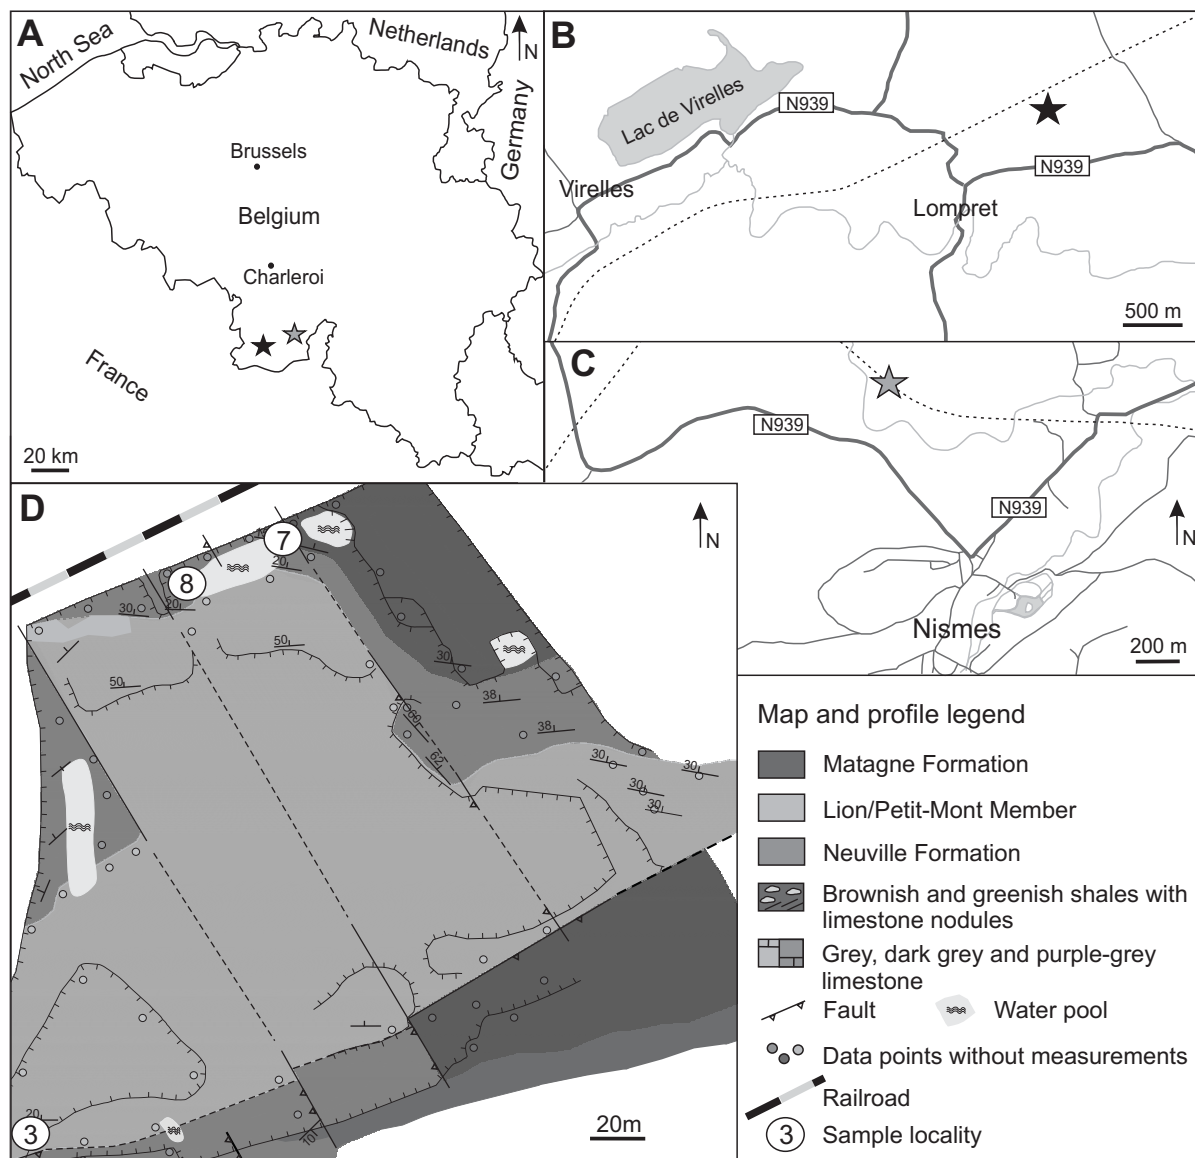 A
North Sea
Netherlands
N
Germany
Brussels
Belgium
Charleroi
France
20 km
B
Lac de Virelles
N939
N939
Virelles
Lompret
500 m
C
N939
N939
N
Nismes
200 m
D
N
7
8
20
30
20
50
50
30
38
38
60
62
30
30
30
30
20
3
10
20m
Map and profile legend
Matagne Formation
Lion/Petit-Mont Member
Neuville Formation
Brownish and greenish shales with
limestone nodules
Grey, dark grey and purple-grey
limestone
Fault
Water pool
Data points without measurements
Railroad
3
Sample locality